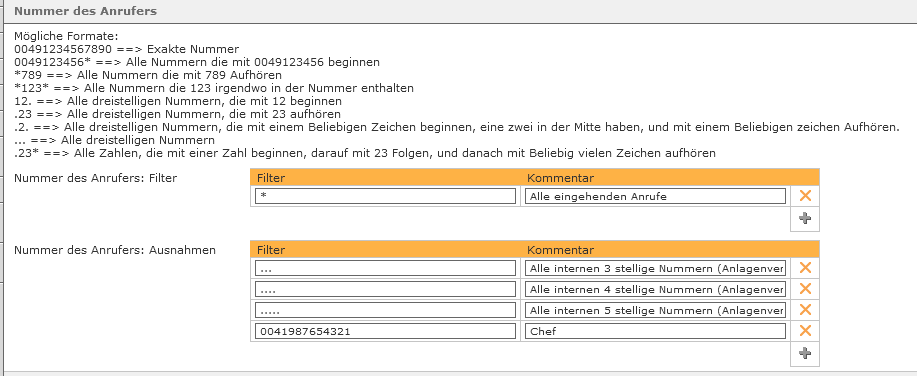 Nummer des Anrufers
Mögliche Formate:
00491234567890 ==> Exakte Nummer
0049123456* ==> Alle Nummern die mit 0049123456 beginnen
*789 ==> Alle Nummern die mit 789 Aufhören
*123* ==> Alle Nummern die 123 irgendwo in der Nummer enthalten
12. ==> Alle dreistelligen Nummern, die mit 12 beginnen
.23 ==> Alle dreistelligen Nummern, die mit 23 aufhören
.2. ==> Alle dreistelligen Nummern, die mit einem Beliebigen Zeichen beginnen, eine zwei in der Mitte haben, und mit einem Beliebigen zeichen Aufhören.
... ==> Alle dreistelligen Nummern
.23* ==> Alle Zahlen, die mit einer Zahl beginnen, darauf mit 23 Folgen, und danach mit Beliebig vielen Zeichen aufhören
Nummer des Anrufers: Filter Filter Kommentar
* Alle eingehenden Anrufe
Nummer des Anrufers: Ausnahmen Filter Kommentar
... Alle internen 3 stellige Nummern (Anlagenver
.... Alle internen 4 stellige Nummern (Anlagenver
..... Alle internen 5 stellige Nummern (Anlagenver
0041987654321 Chef